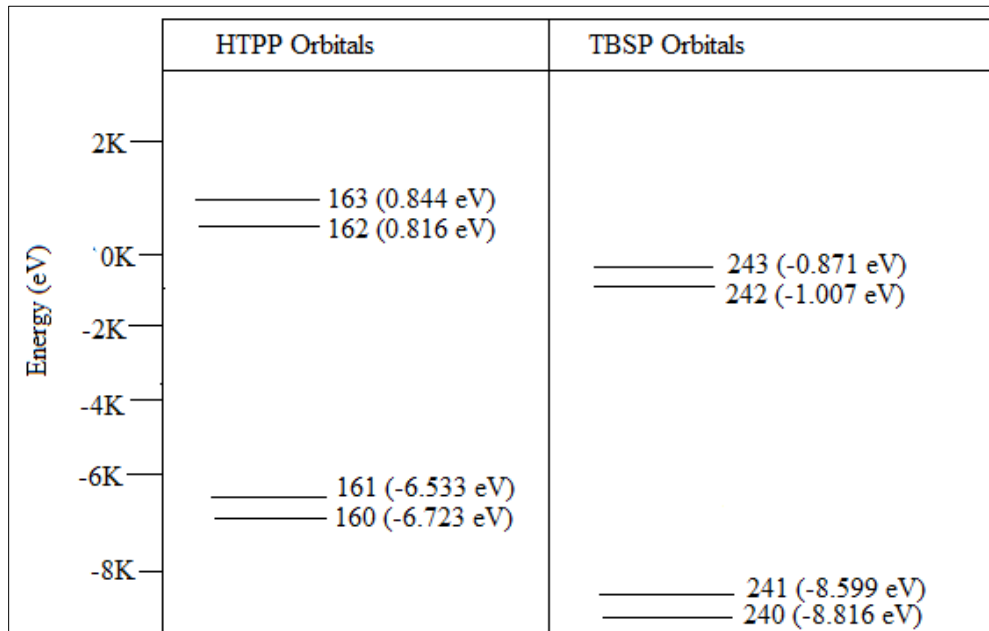 HTPP Orbitals
TBSP Orbitals
Energy (eV)
2K
0K
-2K
-4K
-6K
-8K
163 (0.844 eV)
162 (0.816 eV)
161 (-6.533 eV)
160 (-6.723 eV)
243 (-0.871 eV)
242 (-1.007 eV)
241 (-8.599 eV)
240 (-8.816 eV)